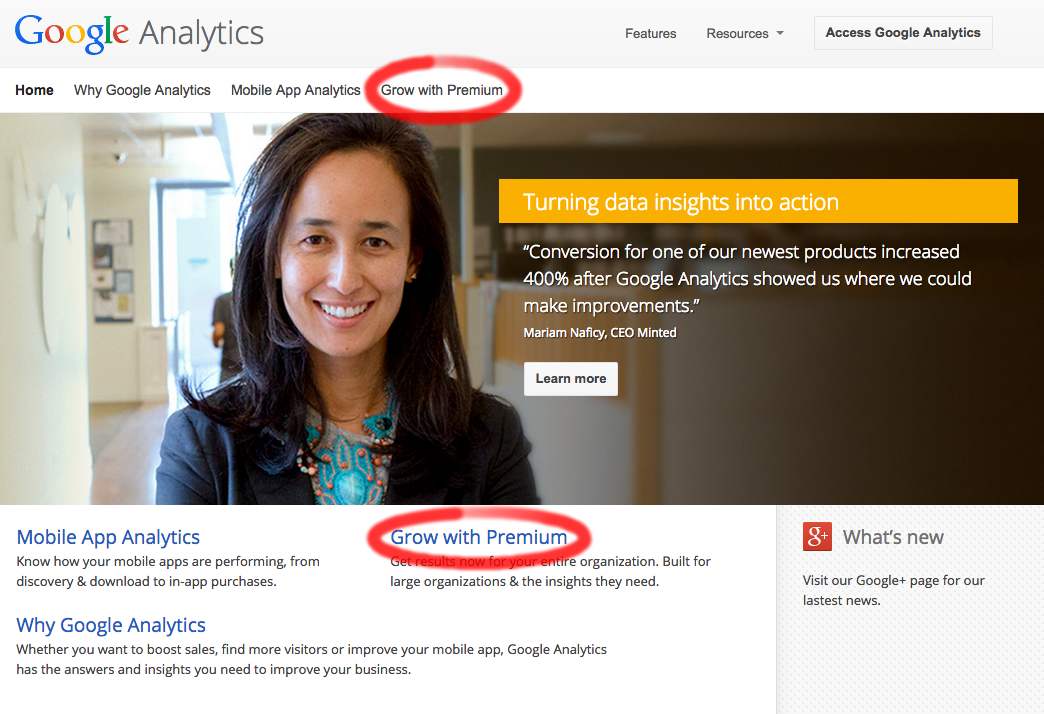 Google Analytics
Features
Resources
Access Google Analytics
Home
Why Google Analytics
Mobile App Analytics
Grow with Premium
Turning data insights into action
“Conversion for one of our newest products increased
400% after Google Analytics showed us where we could
make improvements.”
Mariam Naficy, CEO Minted
Learn more
Mobile App Analytics
Know how your mobile apps are performing, from
discovery & download to in-app purchases.
Grow with Premium
Get results now for your entire organization. Built for
large organizations & the insights they need.
Why Google Analytics
Whether you want to boost sales, find more visitors or improve your mobile app, Google Analytics
has the answers and insights you need to improve your business.
g+ What’s new
Visit our Google+ page for our
lastest news.